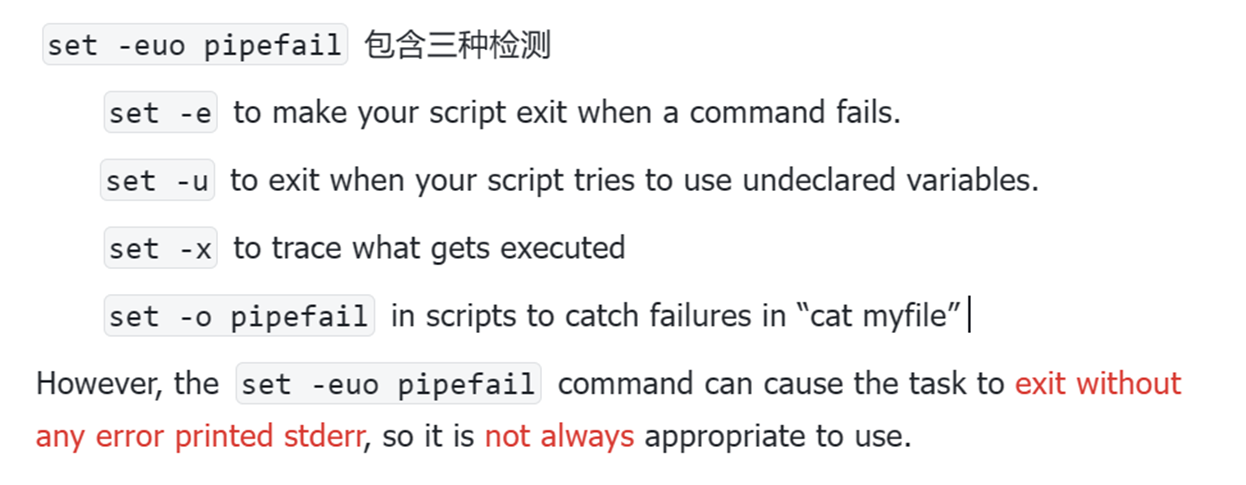 set -euo pipefail 包含三种检测
set -e to make your script exit when a command fails.
set -u to exit when your script tries to use undeclared variables.
set -x to trace what gets executed
set -o pipefail in scripts to catch failures in “cat myfile”
However, the set -euo pipefail command can cause the task to exit without
any error printed stderr, so it is not always appropriate to use.